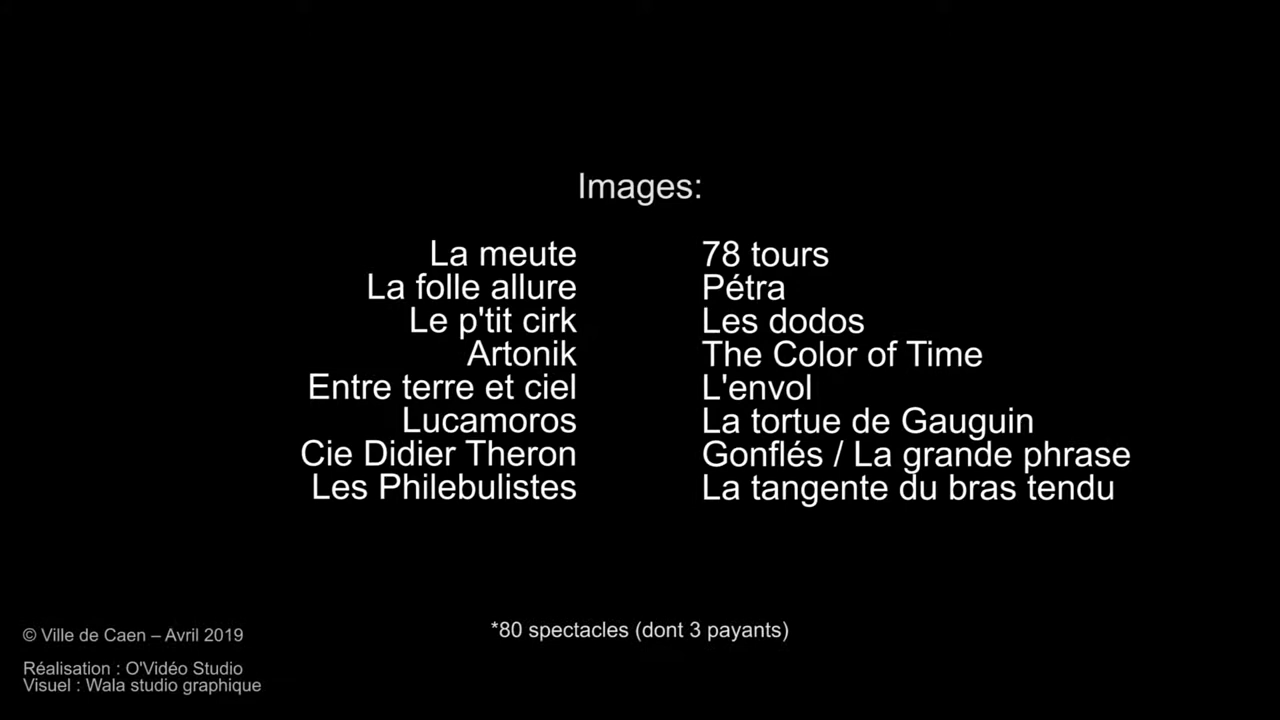 Images:
La meute 78 tours
La folle allure Pétra
Le p'tit cirk Les dodos
Artonik The Color of Time
Entre terre et ciel L'envol
Lucamoros La tortue de Gauguin
Cie Didier Theron Gonflés / La grande phrase
Les Philebulistes La tangente du bras tendu
*80 spectacles (dont 3 payants)
© Ville de Caen – Avril 2019
Réalisation : O'Vidéo Studio
Visuel : Wala studio graphique